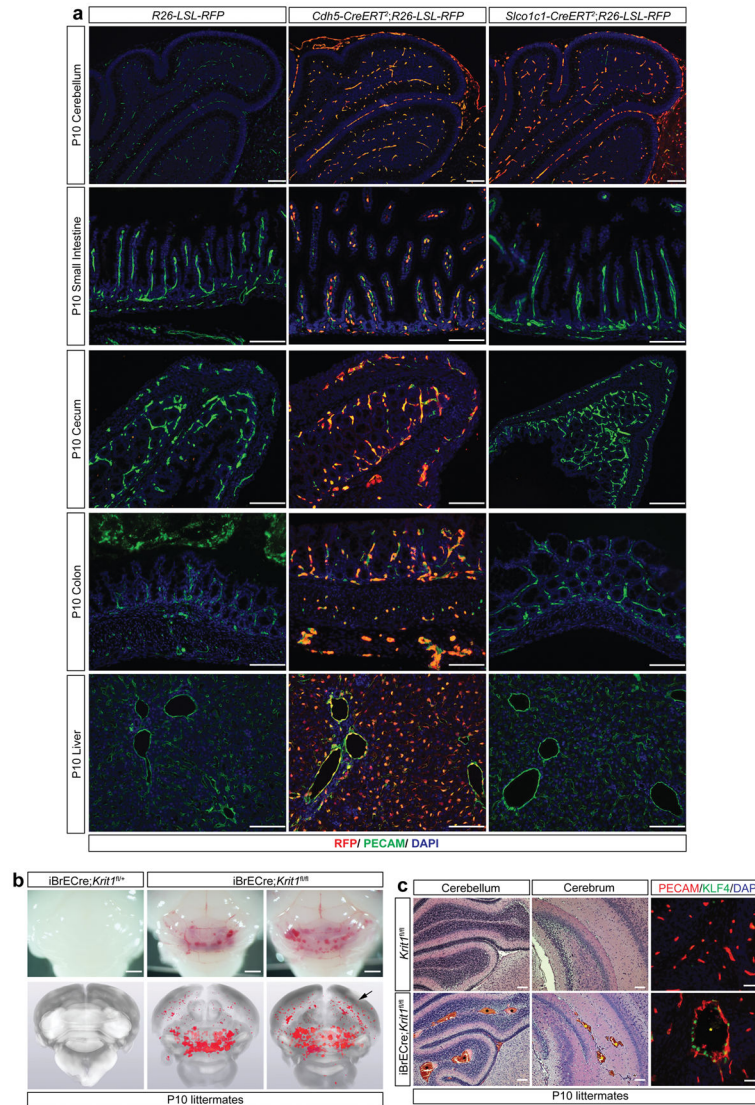 a
R26-LSL-RFP
Cdh5-CreERT²;R26-LSL-RFP
Slco1c1-CreERT²;R26-LSL-RFP
P10 Cerebellum
P10 Small Intestine
P10 Cecum
P10 Colon
P10 Liver
RFP/ PECAM/ DAPI
b
iBrECre;Krit1fl/+
iBrECre;Krit1fl/fl
P10 littermates
c
Cerebellum
Cerebrum
PECAM/KLF4/DAPI
Krit1fl/fl
iBrECre;Krit1fl/fl
*
P10 littermates